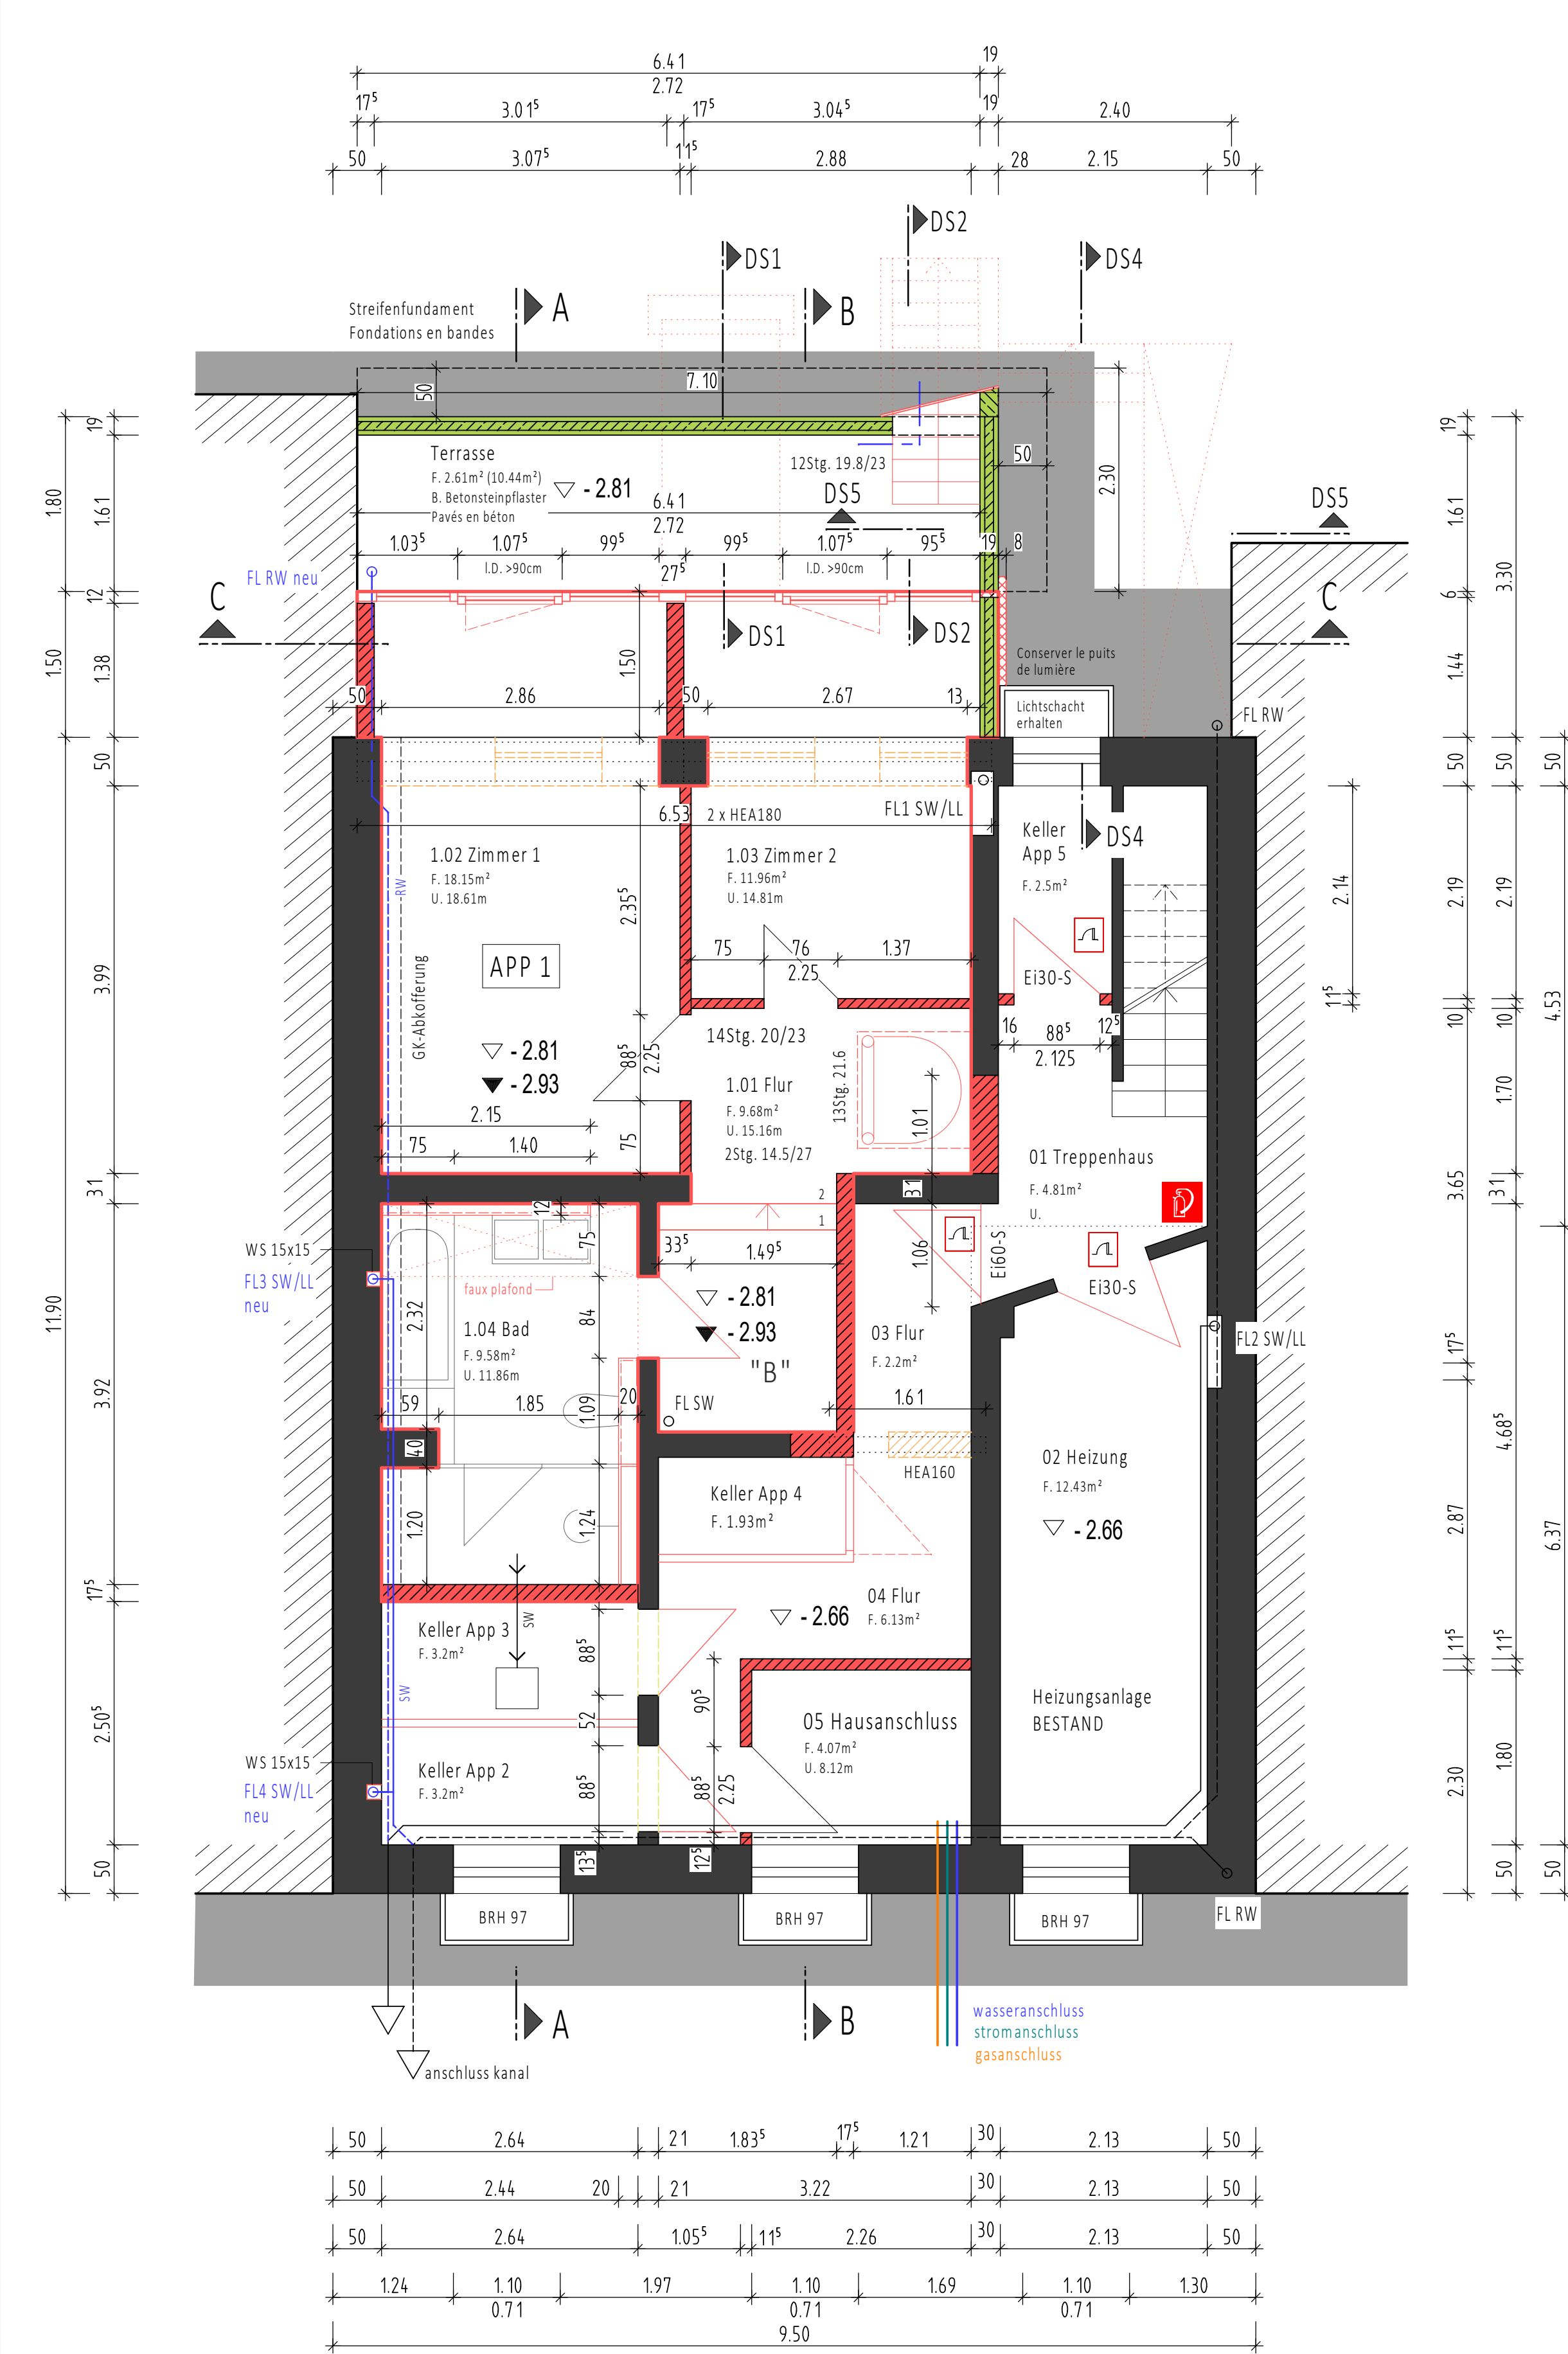 6.41
19
2.72
17⁵
3.01⁵
17⁵
3.04⁵
19
2.40
50
3.07⁵
11⁵
2.88
28
2.15
50
DS2
DS1
DS4
A
B
Streifenfundament
Fondations en bandes
7.10
50
19
1.80
1.61
Terrasse
F. 2.61m² (10.44m²)
B. Betonsteinpflaster
Pavés en béton
- 2.81
12Stg. 19.8/23
DS5
6.41
2.72
50
2.30
DS5
19
1.61
3.30
1.03⁵
1.07⁵
99⁵
99⁵
1.07⁵
95⁵
19
8
I.D. >90cm
27⁵
I.D. >90cm
FL RW neu
C
C
12
6
DS1
DS2
1.50
1.38
1.50
1.44
Conserver le puits
de lumière
50
2.86
50
2.67
13
Lichtschacht
erhalten
FL RW
50
50
50
50
6.53
2 x HEA180
FL1 SW/LL
Keller
App 5
F. 2.5m²
DS4
1.02 Zimmer 1
F. 18.15m²
U. 18.61m
1.03 Zimmer 2
F. 11.96m²
U. 14.81m
RW
2.35⁵
2.14
2.19
2.19
75
76
1.37
2.25
Ei30-S
APP 1
GK-Abkofferung
3.99
11⁵
10
10
4.53
14Stg. 20/23
16
88⁵
12⁵
2.125
- 2.81
- 2.93
88⁵
2.25
1.01 Flur
F. 9.68m²
U. 15.16m
2Stg. 14.5/27
13Stg. 21.6
1.01
1.70
2.15
75
1.40
75
01 Treppenhaus
F. 4.81m²
U.
31
31
3.65
31
12
2
1
WS 15x15
FL3 SW/LL
neu
75
33⁵
1.49⁵
1.06
Ei60-S
Ei30-S
faux plafond
- 2.81
- 2.93
"B"
2.32
1.04 Bad
F. 9.58m²
U. 11.86m
84
03 Flur
F. 2.2m²
FL2 SW/LL
17⁵
11.90
3.92
59
1.85
20
1.09
FL SW
1.61
4.68⁵
40
HEA160
02 Heizung
F. 12.43m²
- 2.66
Keller App 4
F. 1.93m²
1.20
1.24
2.87
6.37
17⁵
04 Flur
F. 6.13m²
- 2.66
Keller App 3
F. 3.2m²
SW
88⁵
11⁵
11⁵
SW
90⁵
52
Heizungsanlage
BESTAND
2.50⁵
05 Hausanschluss
F. 4.07m²
U. 8.12m
WS 15x15
FL4 SW/LL
neu
Keller App 2
F. 3.2m²
88⁵
88⁵
2.25
2.30
1.80
50
13⁵
12⁵
50
50
50
BRH 97
BRH 97
BRH 97
FL RW
A
B
wasseranschluss
stromanschluss
gasanschluss
anschluss kanal
50
2.64
21
1.83⁵
17⁵
1.21
30
2.13
50
50
2.44
20
21
3.22
30
2.13
50
50
2.64
1.05⁵
11⁵
2.26
30
2.13
50
1.24
1.10
1.97
1.10
1.69
1.10
1.30
0.71
0.71
0.71
9.50